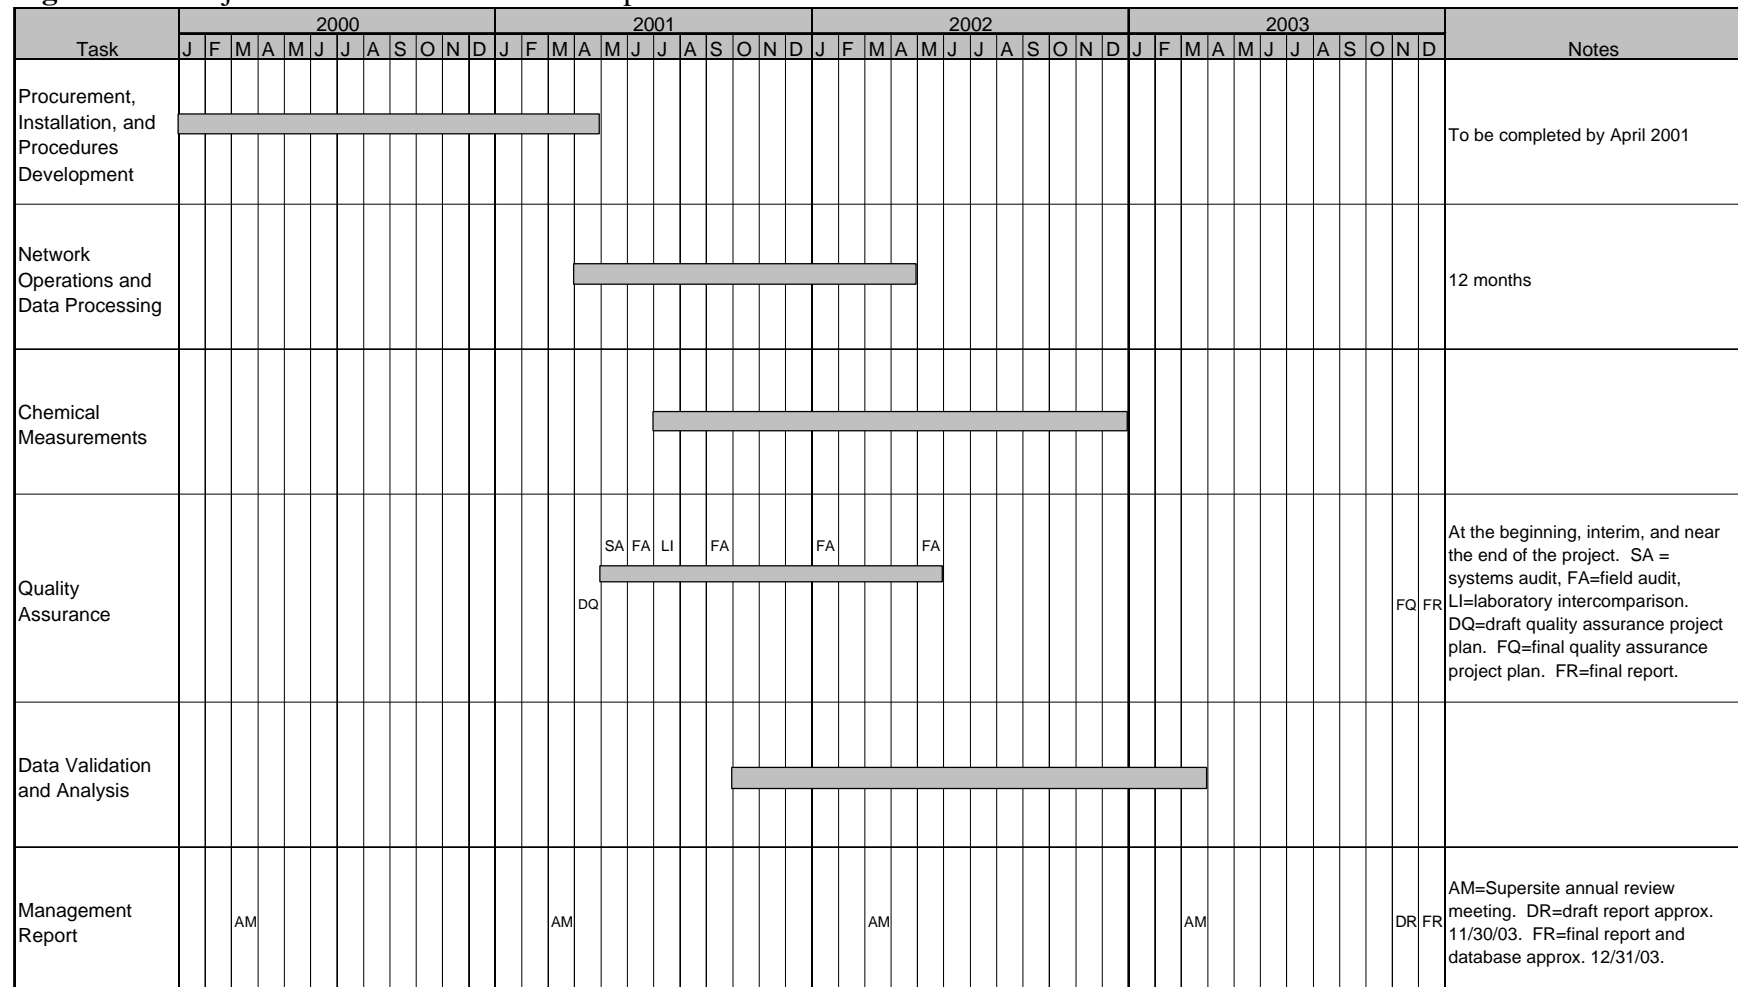 2000 2001 2002 2003
Task J F M A M J J A S O N D J F M A M J J A S O N D J F M A M J J A S O N D J F M A M J J A S O N D Notes
Procurement,
Installation, and
Procedures
Development
To be completed by April 2001
Network
Operations and
Data Processing
12 months
Chemical
Measurements
Quality
Assurance
SA FA LI FA FA FA
DQ FQ FR
At the beginning, interim, and near
the end of the project. SA =
systems audit, FA=field audit,
LI=laboratory intercomparison.
DQ=draft quality assurance project
plan. FQ=final quality assurance
project plan. FR=final report.
Data Validation
and Analysis
Management
Report
AM AM AM AM DR FR
AM=Supersite annual review
meeting. DR=draft report approx.
11/30/03. FR=final report and
database approx. 12/31/03.